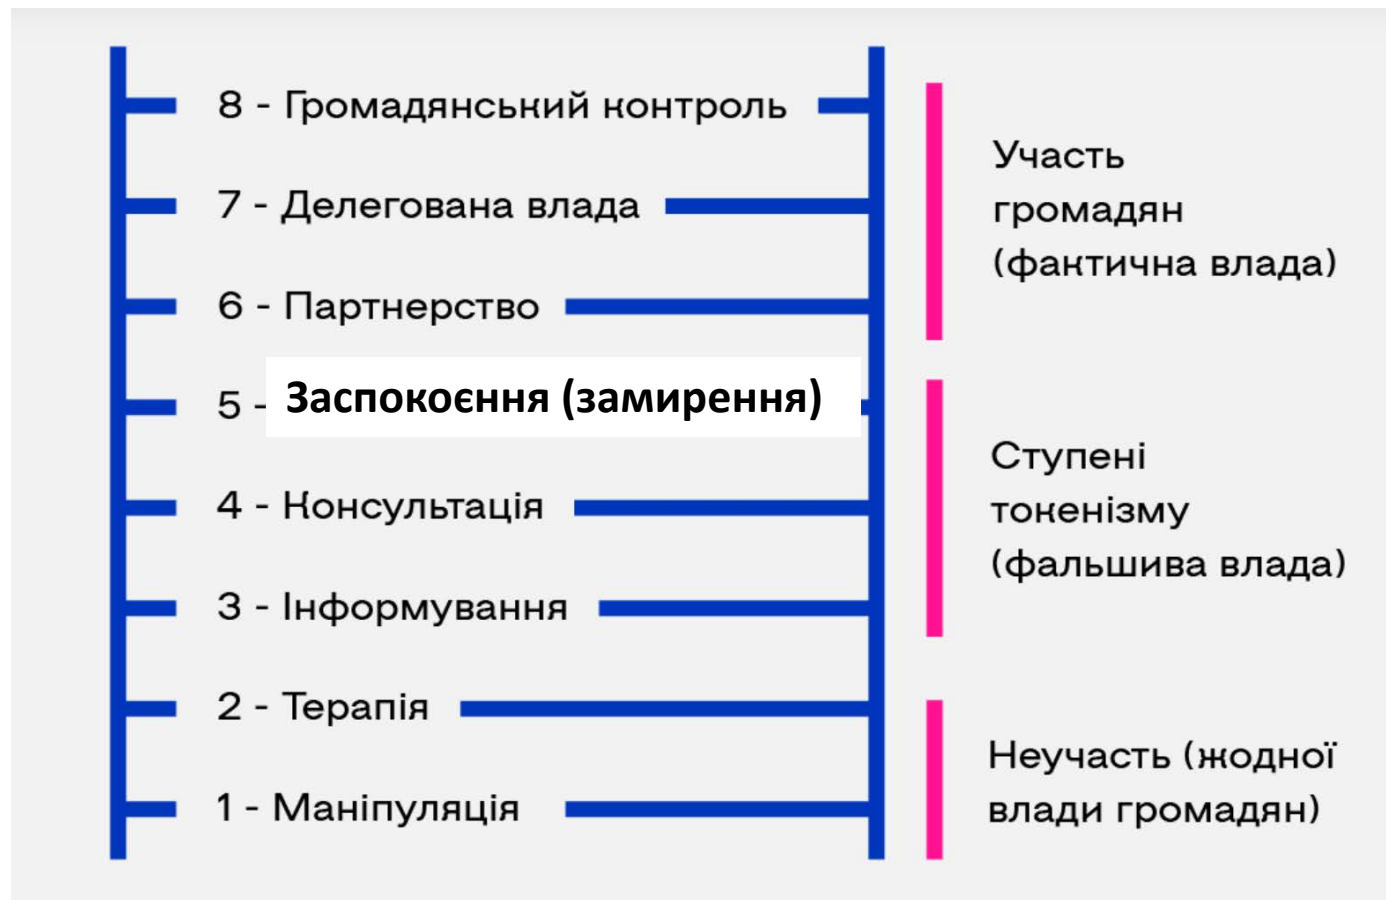 8 - Громадянський контроль
7 - Делегована влада
6 - Партнерство
5 - Заспокоєння (замирення)
4 - Консультація
3 - Інформування
2 - Терапія
1 - Маніпуляція
Участь
громадян
(фактична влада)
Ступені
токенізму
(фальшива влада)
Неучасть (жодної
влади громадян)